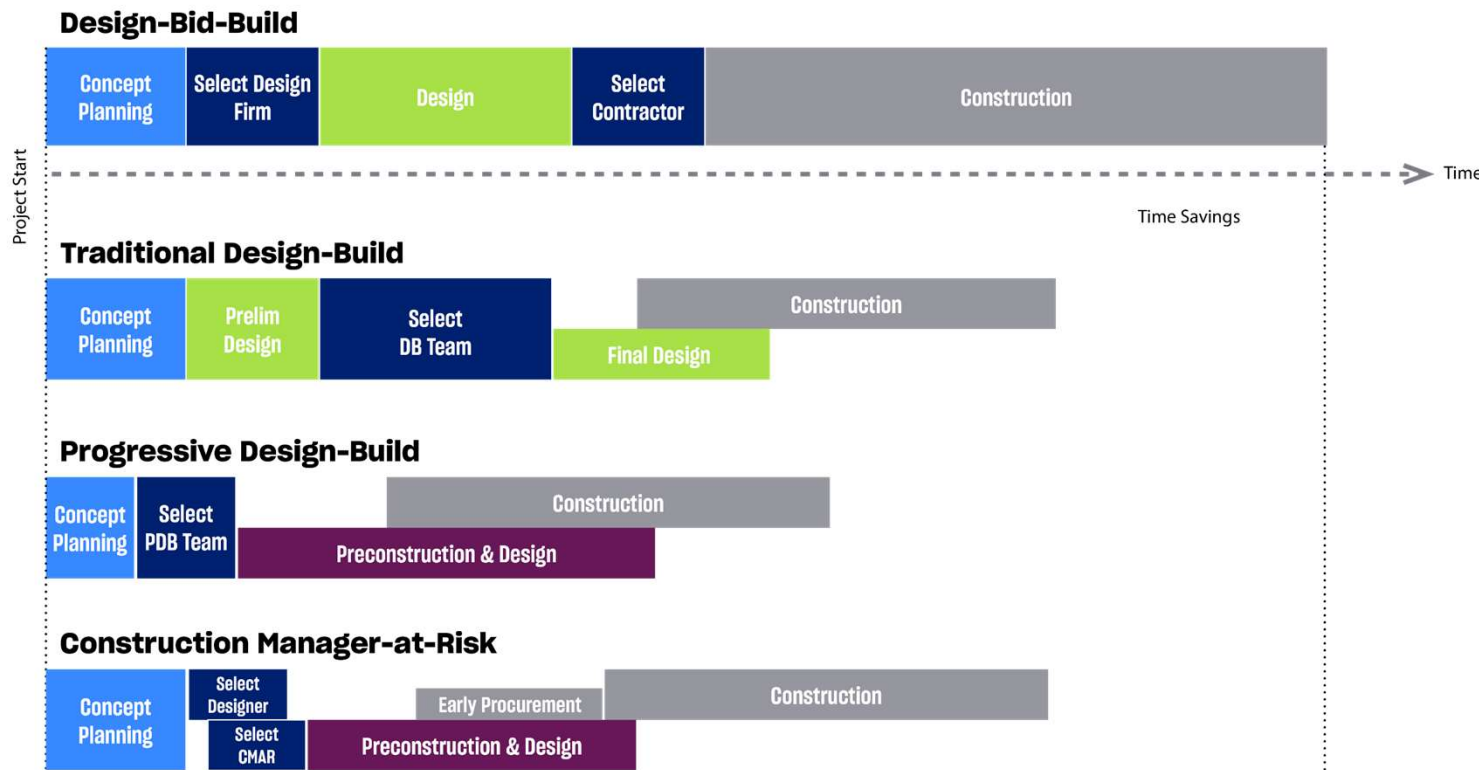 Design-Bid-Build
Concept
Planning
Select Design
Firm
Design
Select
Contractor
Construction
Project Start
Time
Time Savings
Traditional Design-Build
Concept
Planning
Prelim
Design
Select
DB Team
Construction
Final Design
Progressive Design-Build
Concept
Planning
Select
PDB Team
Construction
Preconstruction & Design
Construction Manager-at-Risk
Concept
Planning
Select
Designer
Select
CMAR
Early Procurement
Construction
Preconstruction & Design